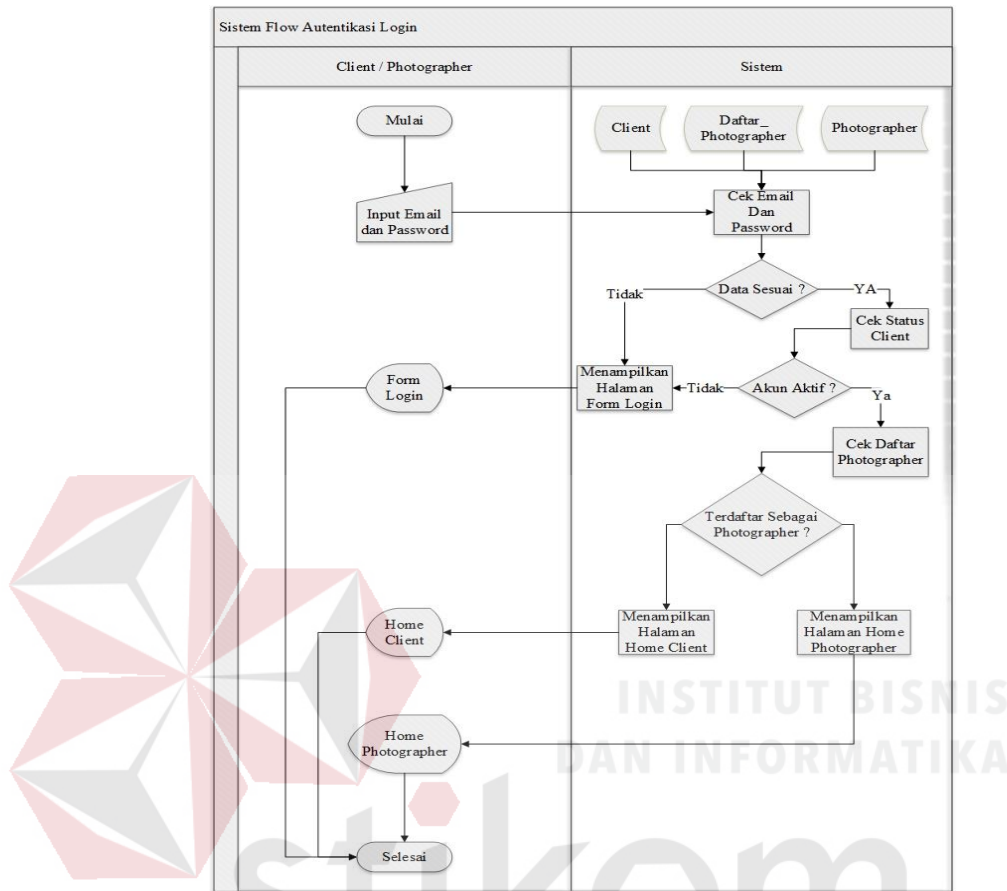 Sistem Flow Autentikasi Login
Client / Photographer
Sistem
Mulai
Client
Daftar_
Photographer
Photographer
Input Email
dan Password
Cek Email
Dan
Password
Data Sesuai ?
Tidak
YA
Cek Status
Client
Form
Login
Menampilkan
Halaman
Form Login
Tidak
Akun Aktif ?
Ya
Cek Daftar
Photographer
Terdaftar Sebagai
Photographer ?
Home
Client
Menampilkan
Halaman
Home Client
Menampilkan
Halaman Home
Photographer
Home
Photographer
Selesai
INSTITUT BISNIS
DAN INFORMATIKA
stikom